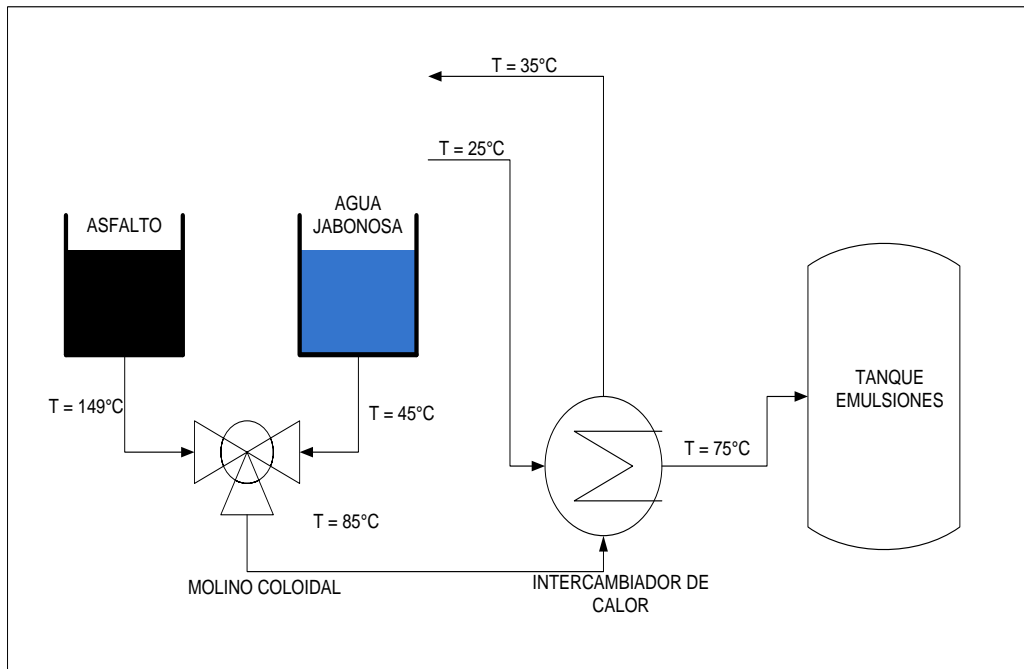 T = 35°C
T = 25°C
ASFALTO
AGUA
JABONOSA
T = 149°C
T = 45°C
T = 75°C
TANQUE
EMULSIONES
T = 85°C
MOLINO COLOIDAL
INTERCAMBIADOR DE
CALOR